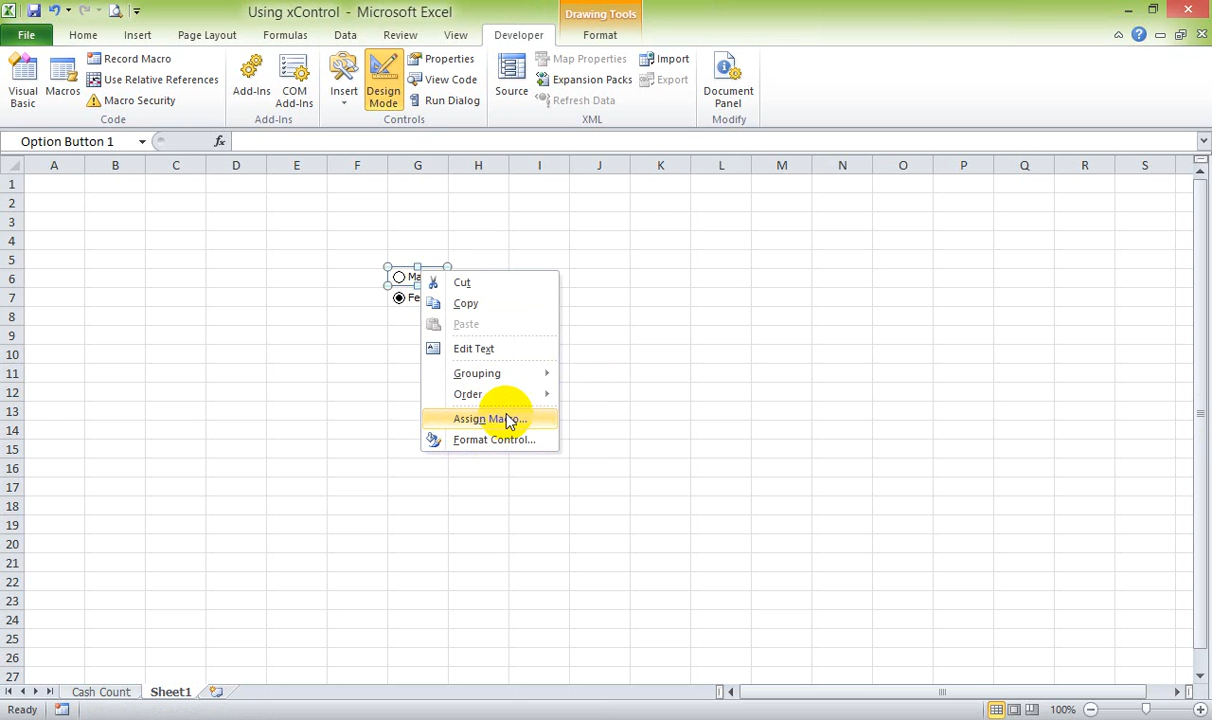 Using xControl - Microsoft Excel
Drawing Tools
File Home Insert Page Layout Formulas Data Review View Developer Format
Visual Basic
Macros
Record Macro
Use Relative References
Macro Security
Code
Add-Ins
COM Add-Ins
Add-Ins
Insert
Design Mode
Properties
View Code
Run Dialog
Controls
Source
Map Properties
Expansion Packs
Refresh Data
Import
Export
XML
Document Panel
Modify
Option Button 1
fx
A B C D E F G H I J K L M N O P Q R S
1
2
3
4
5
6
7
8
9
10
11
12
13
14
15
16
17
18
19
20
21
22
23
24
25
26
27
Cut
Copy
Paste
Edit Text
Grouping
Order
Assign
Format Control...
Cash Count Sheet1
Ready
100%